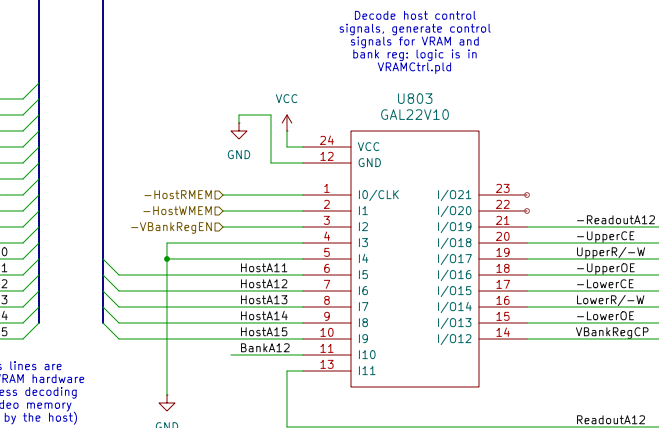 Decode host control
signals, generate control
signals for VRAM and
bank reg: logic is in
VRAMCtrl.pld
U803
GAL22V10
VCC
GND
24 VCC
12 GND
-HostRMEM 1 I0/CLK I/O21 23
-HostWMEM 2 I1 I/O20 22
-VBankRegEN 3 I2 I/O19 21 -ReadoutA12
4 I3 I/O18 20 -UpperCE
0 5 I4 I/O17 19 UpperR/-W
1 HostA11 6 I5 I/O16 18 -UpperOE
2 HostA12 7 I6 I/O15 17 -LowerCE
3 HostA13 8 I7 I/O14 16 LowerR/-W
4 HostA14 9 I8 I/O13 15 -LowerOE
5 HostA15 10 I9 I/O12 14 VBankRegCP
BankA12 11 I10
13 I11
s lines are
VRAM hardware
ess decoding
deo memory
by the host)
GND
ReadoutA12